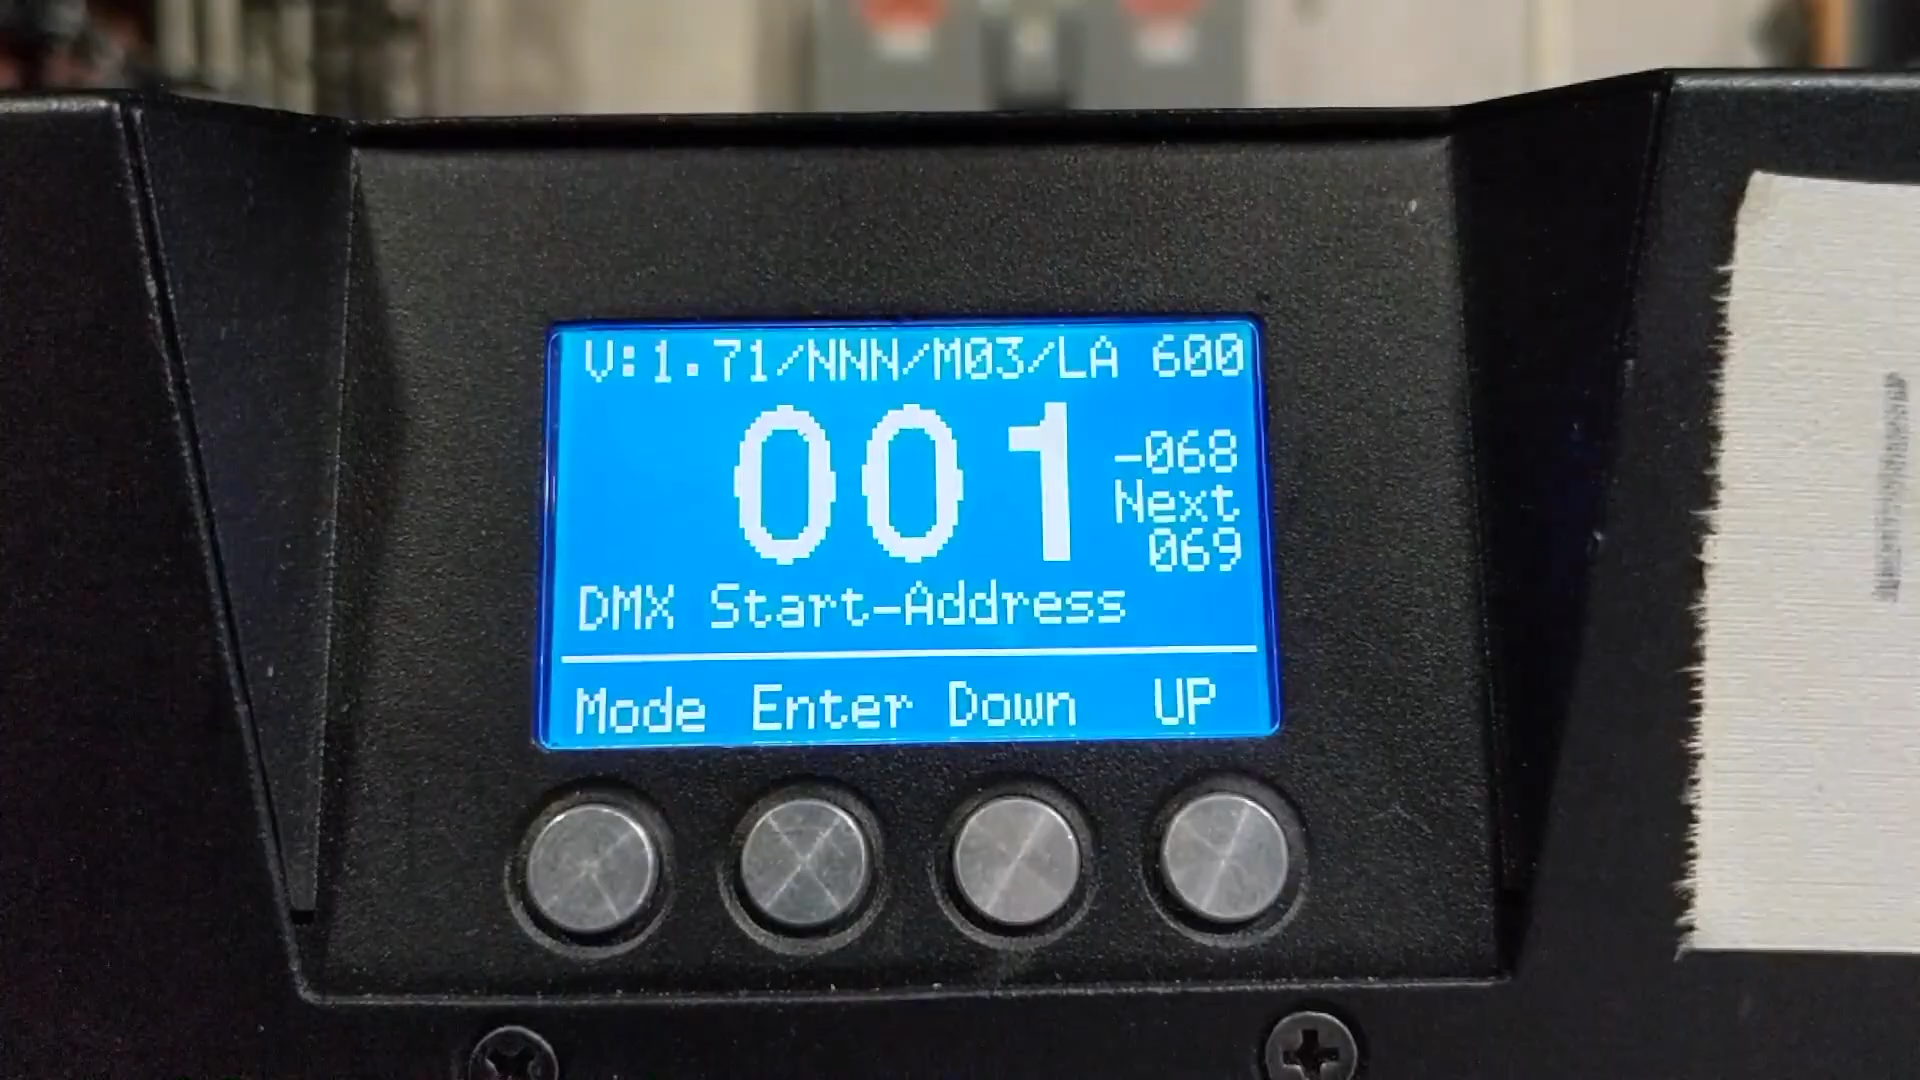 V:1.71/NNN/M03/LA 600
001 -068
Next
069
DMX Start-Address
Mode Enter Down UP